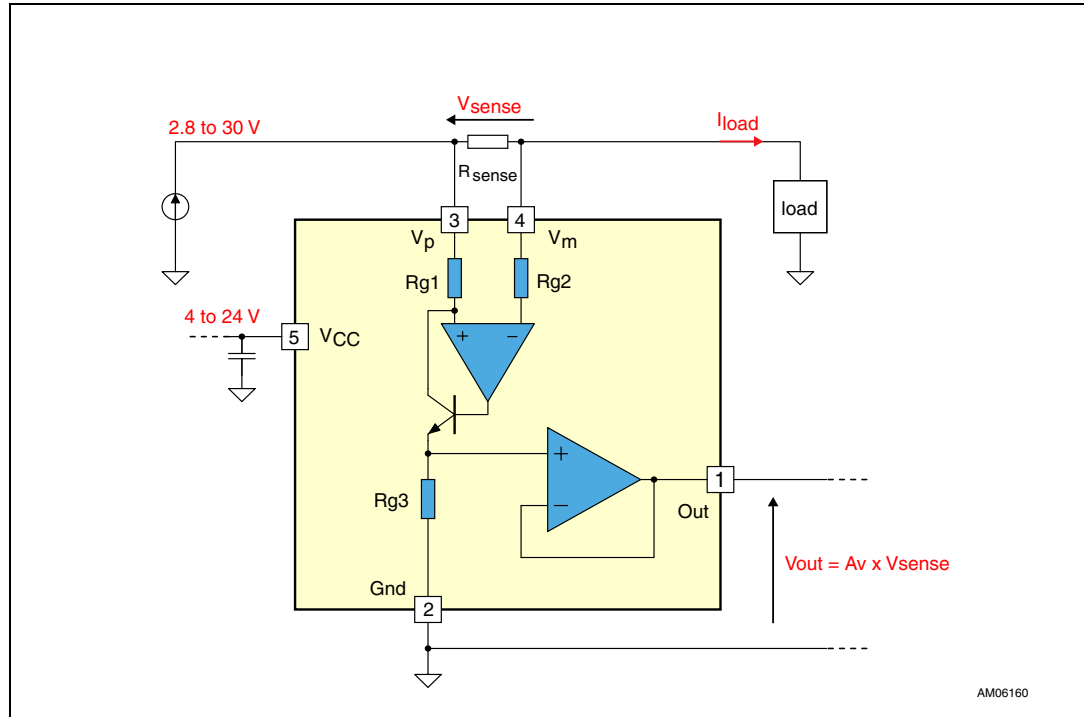 Vsense
2.8 to 30 V
Iload
Rsense
load
3
4
Vp
Vm
Rg1
Rg2
4 to 24 V
5
VCC
+
−
+
1
Rg3
−
Out
Vout = Av x Vsense
Gnd
2
AM06160